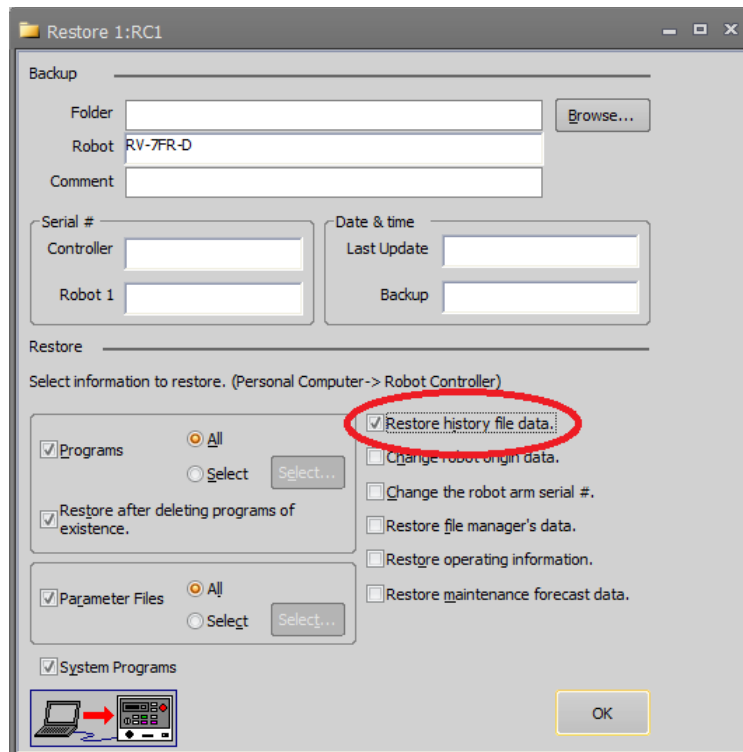 Restore 1:RC1
Backup
Folder
Browse...
Robot RV-7FR-D
Comment
Serial #
Date & time
Controller
Last Update
Robot 1
Backup
Restore
Select information to restore. (Personal Computer-> Robot Controller)
Restore history file data.
Programs
All
Select
Select...
Restore after deleting programs of
existence.
Change robot origin data.
Change the robot arm serial #.
Restore file manager's data.
Restore operating information.
Restore maintenance forecast data.
Parameter Files
All
Select
Select...
System Programs
OK